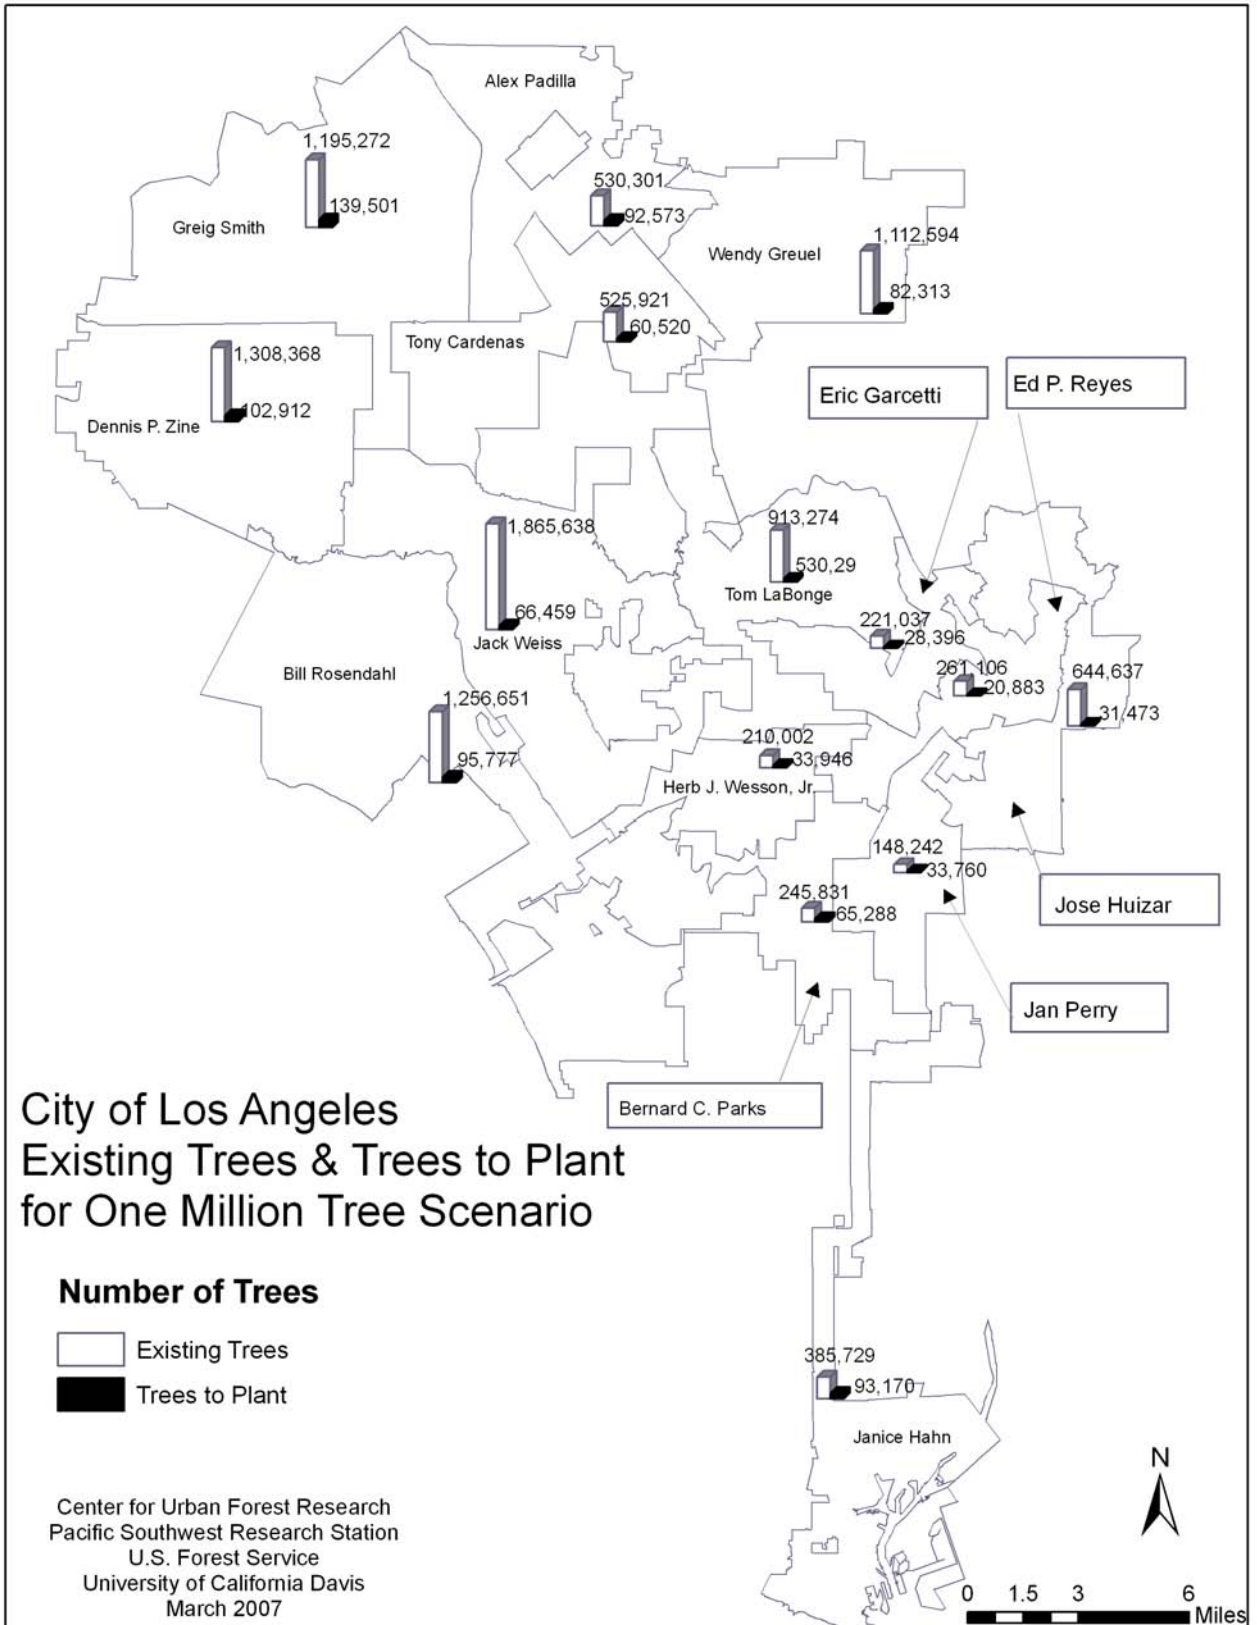 Alex Padilla
1,195,272
139,501
Greig Smith
530,301
92,573
Wendy Greuel
1,112,594
82,313
525,921
60,520
Tony Cardenas
1,308,368
102,912
Dennis P. Zine
Eric Garcetti
Ed P. Reyes
1,865,638
66,459
Jack Weiss
913,274
530,29
Tom LaBonge
221,037
28,396
261,106
20,883
644,637
31,473
Bill Rosendahl
1,256,651
95,777
210,002
33,946
Herb J. Wesson, Jr.
148,242
33,760
245,831
65,288
Jose Huizar
Jan Perry
Bernard C. Parks
City of Los Angeles
Existing Trees & Trees to Plant
for One Million Tree Scenario
Number of Trees
Existing Trees
Trees to Plant
385,729
93,170
Janice Hahn
Center for Urban Forest Research
Pacific Southwest Research Station
U.S. Forest Service
University of California Davis
March 2007
N
0 1.5 3 6
Miles